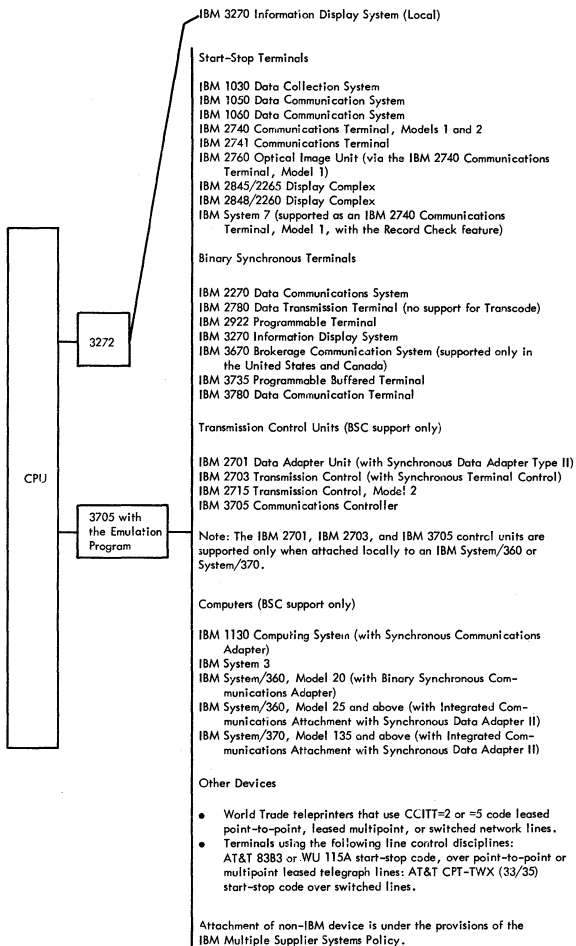 IBM 3270 Information Display System (Local)
Start-Stop Terminals
IBM 1030 Data Collection System
IBM 1050 Data Communication System
IBM 1060 Data Communication System
IBM 2740 Communications Terminal, Models 1 and 2
IBM 2741 Communications Terminal
IBM 2760 Optical Image Unit (via the IBM 2740 Communications
Terminal, Model 1)
IBM 2845/2265 Display Complex
IBM 2848/2260 Display Complex
IBM System 7 (supported as an IBM 2740 Communications
Terminal, Model 1, with the Record Check feature)
Binary Synchronous Terminals
IBM 2270 Data Communications System
IBM 2780 Data Transmission Terminal (no support for Transcode)
IBM 2922 Programmable Terminal
IBM 3270 Information Display System
IBM 3670 Brokerage Communication System (supported only in
the United States and Canada)
IBM 3735 Programmable Buffered Terminal
IBM 3780 Data Communication Terminal
Transmission Control Units (BSC support only)
IBM 2701 Data Adapter Unit (with Synchronous Data Adapter Type II)
IBM 2703 Transmission Control (with Synchronous Terminal Control)
IBM 2715 Transmission Control, Model 2
IBM 3705 Communications Controller
Note: The IBM 2701, IBM 2703, and IBM 3705 control units are
supported only when attached locally to an IBM System/360 or
System/370.
Computers (BSC support only)
IBM 1130 Computing System (with Synchronous Communications
Adapter)
IBM System 3
IBM System/360, Model 20 (with Binary Synchronous Com-
munications Adapter)
IBM System/360, Model 25 and above (with Integrated Com-
munications Attachment with Synchronous Data Adapter II)
IBM System/370, Model 135 and above (with Integrated Com-
munications Attachment with Synchronous Data Adapter II)
Other Devices
• World Trade teleprinters that use CCITT=2 or =5 code leased
point-to-point, leased multipoint, or switched network lines.
• Terminals using the following line control disciplines:
AT&T 83B3 or WU 115A start-stop code, over point-to-point or
multipoint leased telegraph lines: AT&T CPT-TWX (33/35)
start-stop code over switched lines.
Attachment of non-IBM device is under the provisions of the
IBM Multiple Supplier Systems Policy.
CPU
3272
3705 with
the Emulation
Program